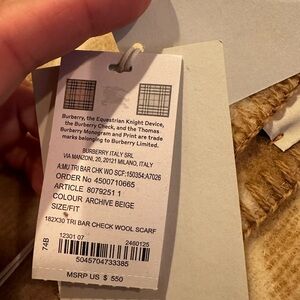 Burberry, the Equestrian Knight Device,
the Burberry Check, and the Thomas
Burberry Monogram and Print are trade
marks belonging to Burberry Limited.
BURBERRY ITALY SRL
VIA MANZONI, 20, 20121 MILANO, ITALY
A:MU TRI BAR CHK WO SCF:150354:A7026
ORDER No 4500710665
ARTICLE 8079251 1
COLOUR ARCHIVE BEIGE
SIZE/FIT
182X30 TRI BAR CHECK WOOL SCARF
74B
12301 07
2460125
5045704733385
MSRP US $ 550